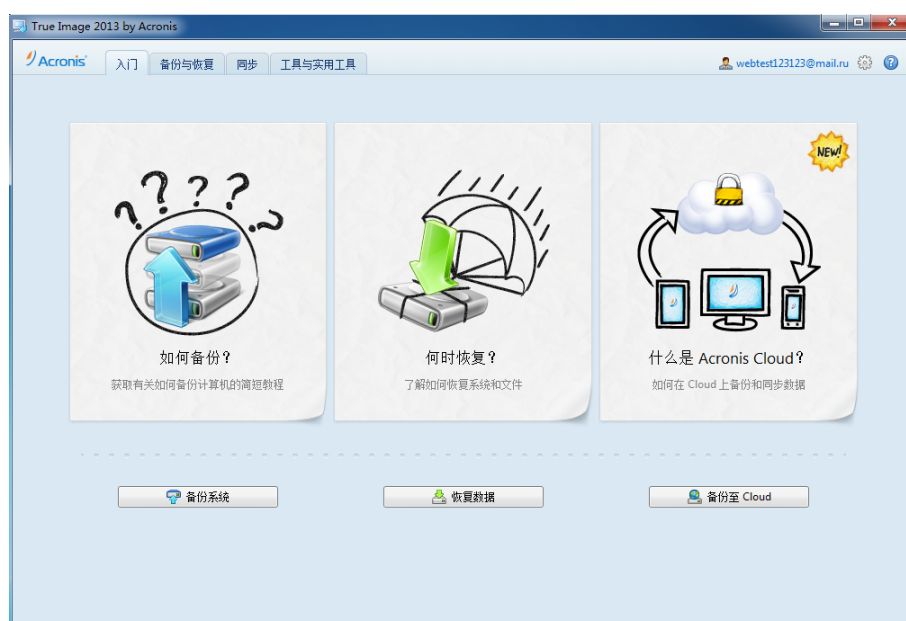 True Image 2013 by Acronis
Acronis 入门 备份与恢复 同步 工具与实用工具 webtest123123@mail.ru
NEW!
如何备份?
获取有关如何备份计算机的简短教程
何时恢复?
了解如何恢复系统和文件
什么是 Acronis Cloud?
如何在 Cloud 上备份和同步数据
备份系统
恢复数据
备份至 Cloud